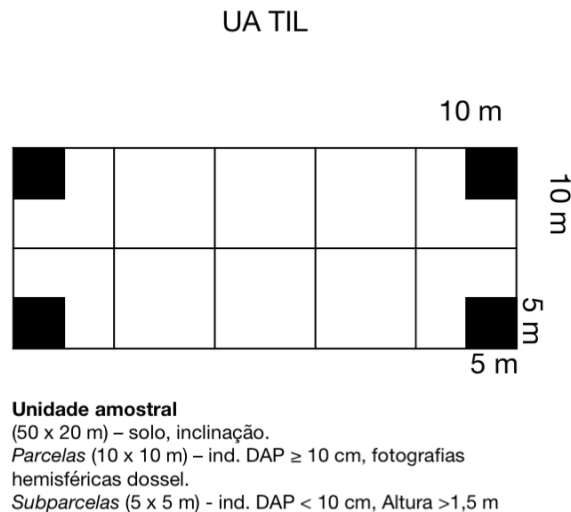 UA TIL
10 m
10 m
5 m
5 m
Unidade amostral
(50 x 20 m) – solo, inclinação.
Parcelas (10 x 10 m) – ind. DAP ≥ 10 cm, fotografias
hemisféricas dossel.
Subparcelas (5 x 5 m) - ind. DAP < 10 cm, Altura >1,5 m